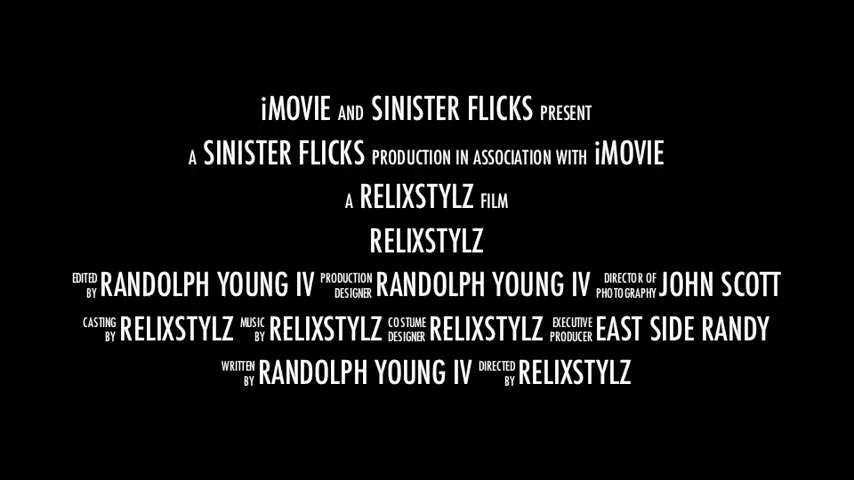 iMOVIE AND SINISTER FLICKS PRESENT
A SINISTER FLICKS PRODUCTION IN ASSOCIATION WITH iMOVIE
A RELIXSTYLZ FILM
RELIXSTYLZ
EDITED BY RANDOLPH YOUNG IV PRODUCTION DESIGNER RANDOLPH YOUNG IV DIRECTOR OF PHOTOGRAPHY JOHN SCOTT
CASTING BY RELIXSTYLZ MUSIC BY RELIXSTYLZ COSTUME DESIGNER RELIXSTYLZ EXECUTIVE PRODUCER EAST SIDE RANDY
WRITTEN BY RANDOLPH YOUNG IV DIRECTED BY RELIXSTYLZ